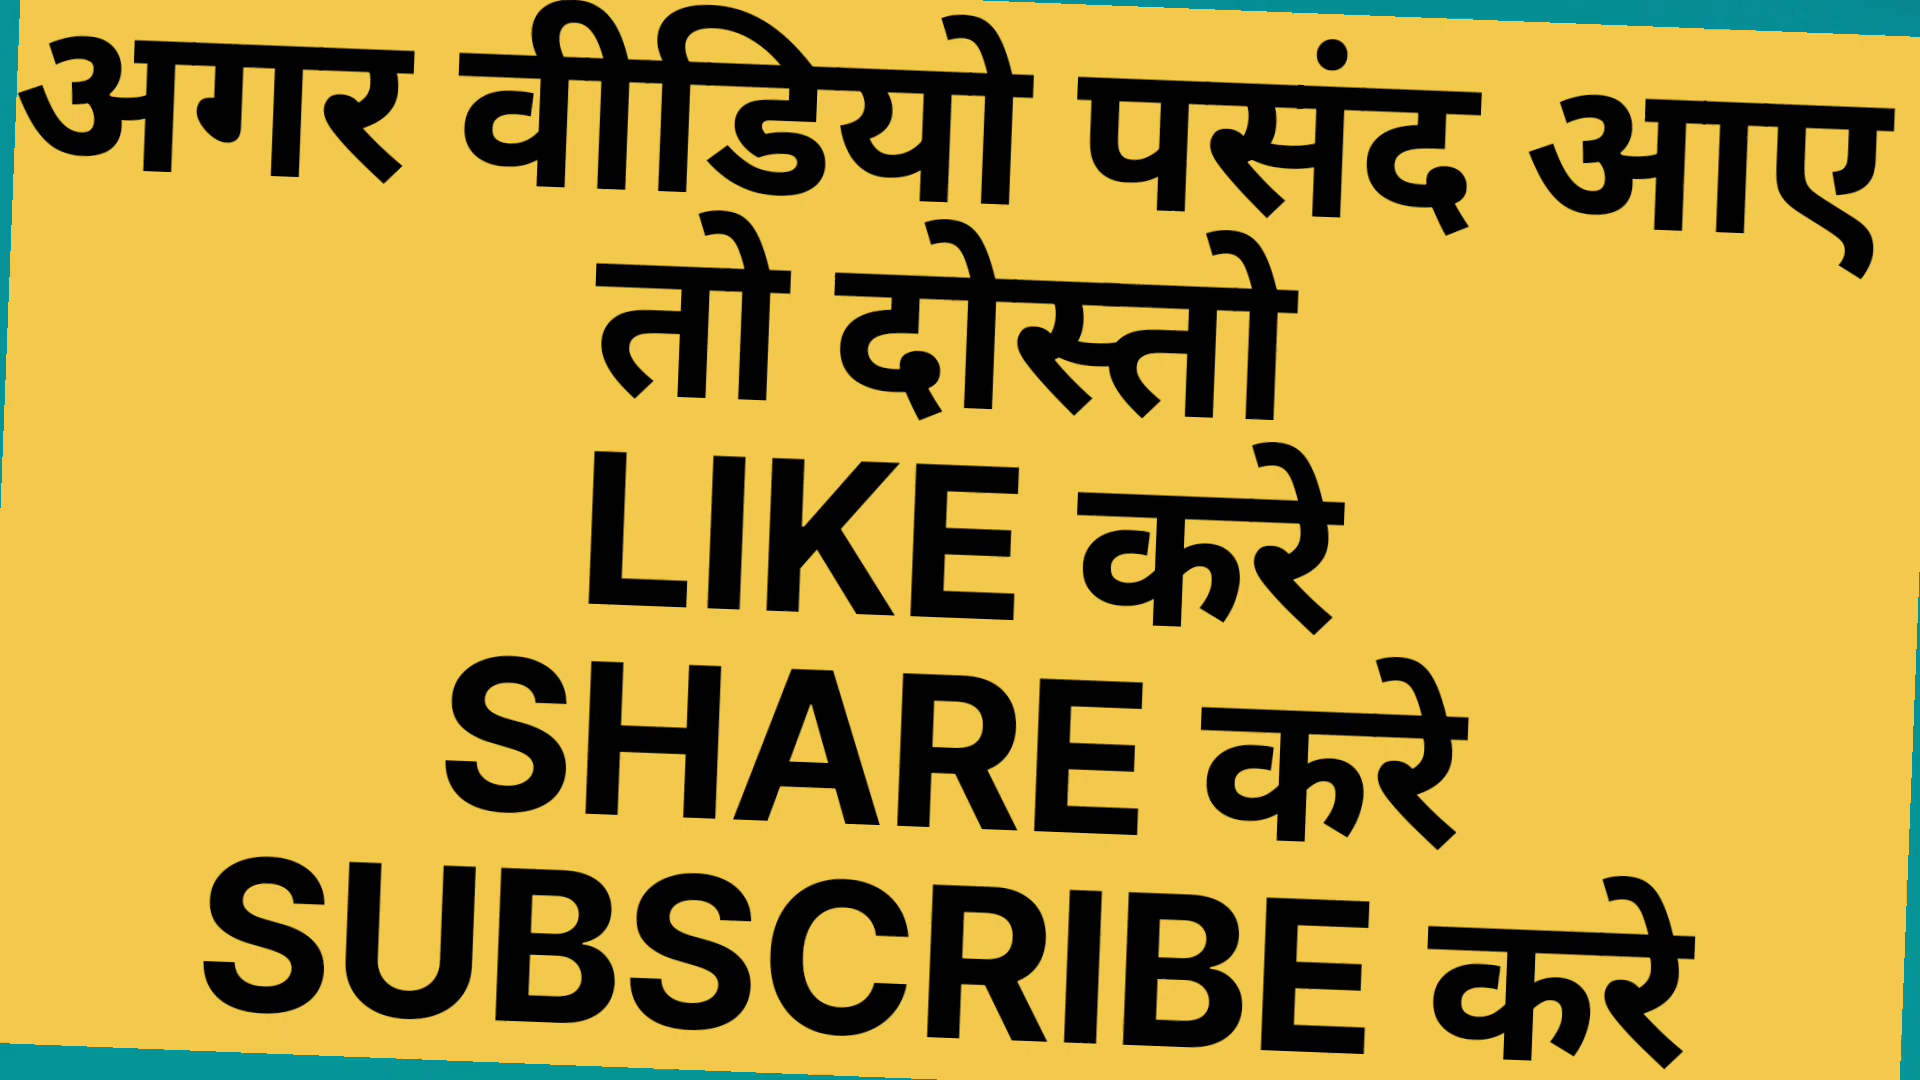 अगर वीडियो पसंद आए
तो दोस्तो
LIKE करे
SHARE करे
SUBSCRIBE करे